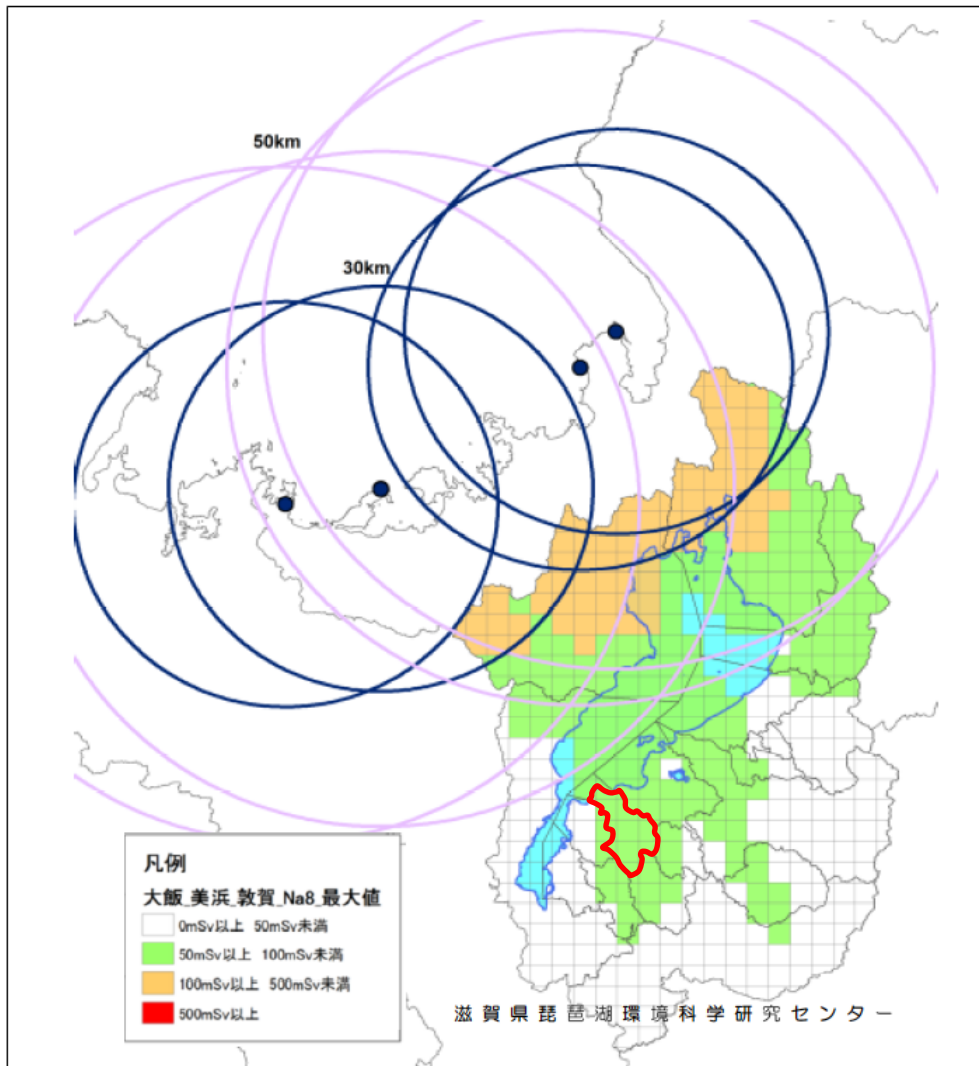 50km
30km
凡例
大飯_美浜_敦賀_Na8_最大値
0mSv以上 50mSv未満
50mSv以上 100mSv未満
100mSv以上 500mSv未満
500mSv以上
滋賀県琵琶湖環境科学研究センター